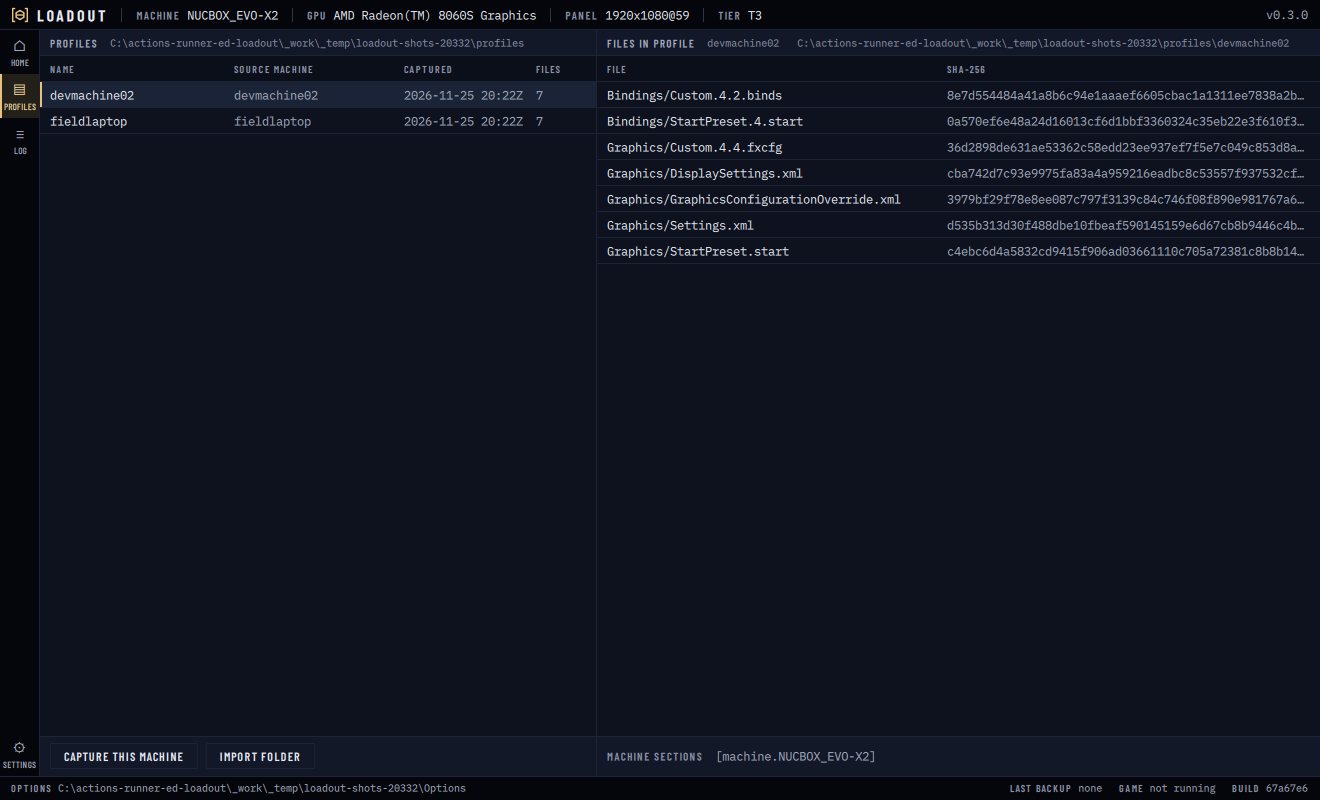 LOADOUT MACHINE NUCBOX_EVO-X2 GPU AMD Radeon(TM) 8060S Graphics PANEL 1920x1080@59 TIER T3 v0.3.0
HOME
PROFILES
LOG
SETTINGS
PROFILES C:\actions-runner-ed-loadout\_work\_temp\loadout-shots-20332\profiles
NAME SOURCE MACHINE CAPTURED FILES
devmachine02 devmachine02 2026-11-25 20:22Z 7
fieldlaptop fieldlaptop 2026-11-25 20:22Z 7
CAPTURE THIS MACHINE IMPORT FOLDER
FILES IN PROFILE devmachine02 C:\actions-runner-ed-loadout\_work\_temp\loadout-shots-20332\profiles\devmachine02
FILE SHA-256
Bindings/Custom.4.2.binds 8e7d554484a41a8b6c94e1aaaef6605cbac1a1311ee7838a2b…
Bindings/StartPreset.4.start 0a570ef6e48a24d16013cf6d1bbf3360324c35eb22e3f610f3…
Graphics/Custom.4.4.fxcfg 36d2898de631ae53362c58edd23ee937ef7f5e7c049c853d8a…
Graphics/DisplaySettings.xml cba742d7c93e9975fa83a4a959216eadbc8c53557f937532cf…
Graphics/GraphicsConfigurationOverride.xml 3979bf29f78e8ee087c797f3139c84c746f08f890e981767a6…
Graphics/Settings.xml d535b313d30f488dbe10fbeaf590145159e6d67cb8b9446c4b…
Graphics/StartPreset.start c4ebc6d4a5832cd9415f906ad03661110c705a72381c8b8b14…
MACHINE SECTIONS [machine.NUCBOX_EVO-X2]
OPTIONS C:\actions-runner-ed-loadout\_work\_temp\loadout-shots-20332\Options LAST BACKUP none GAME not running BUILD 67a67e6